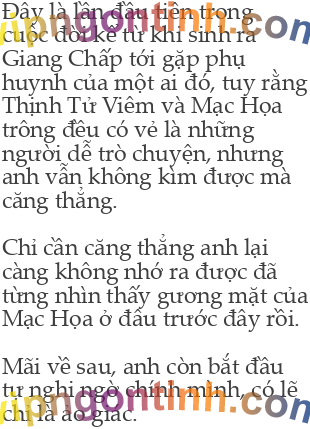 Đây là lần đầu tiên trong
cuộc đời kể từ khi sinh ra
Giang Chấp tới gặp phụ
huynh của một ai đó, tuy rằng
Thịnh Tử Viêm và Mạc Họa
trông đều có vẻ là những
người dễ trò chuyện, nhưng
anh vẫn không kìm được mà
căng thẳng.
Chỉ cần căng thẳng anh lại
càng không nhớ ra được đã
từng nhìn thấy gương mặt của
Mạc Họa ở đâu trước đây rồi.
Mãi về sau, anh còn bắt đầu
tự nghi ngờ chính mình, có lẽ
chỉ là ảo giác.
vipngontinh.com
vipngontinh.com